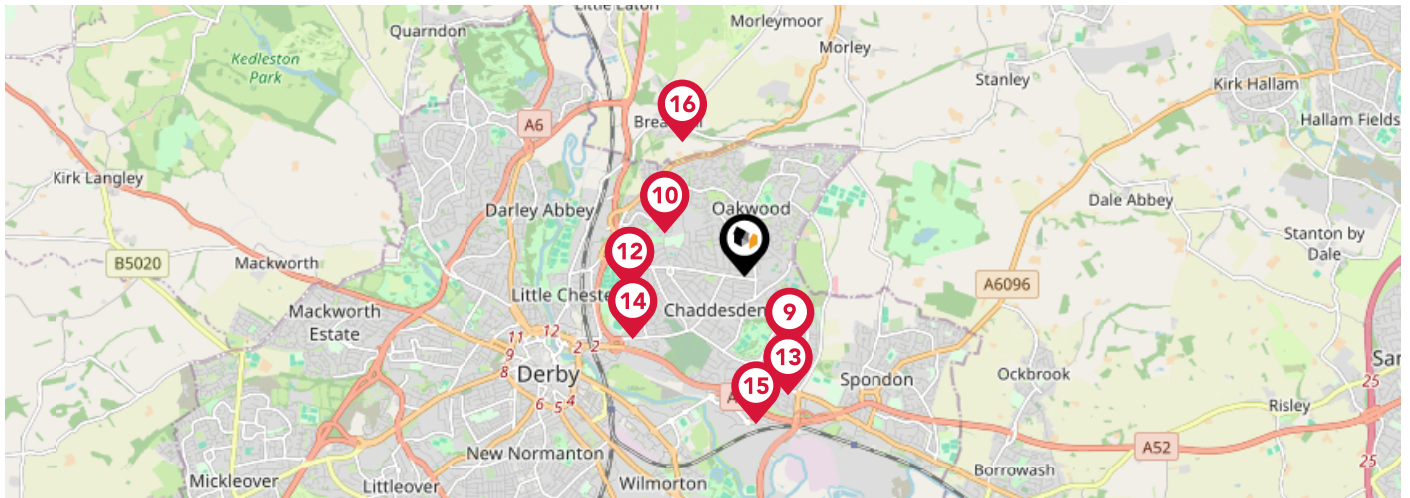 Little Eaton
Morleymoor
Quarndon
Morley
Kedleston
Park
Stanley
Kirk Hallam
16
A6
Hallam Fields
Kirk Langley
10
Dale Abbey
Darley Abbey
Oakwood
Stanton by
Dale
12
B5020
Mackworth
A6096
Little Chester
14
Chaddesden
9
Mackworth
Estate
11
12
9
2
2
8
Derby
13
Spondon
Ockbrook
15
25
6
5
4
Risley
New Normanton
A52
25
Mickleover
Littleover
Wilmorton
Borrowash